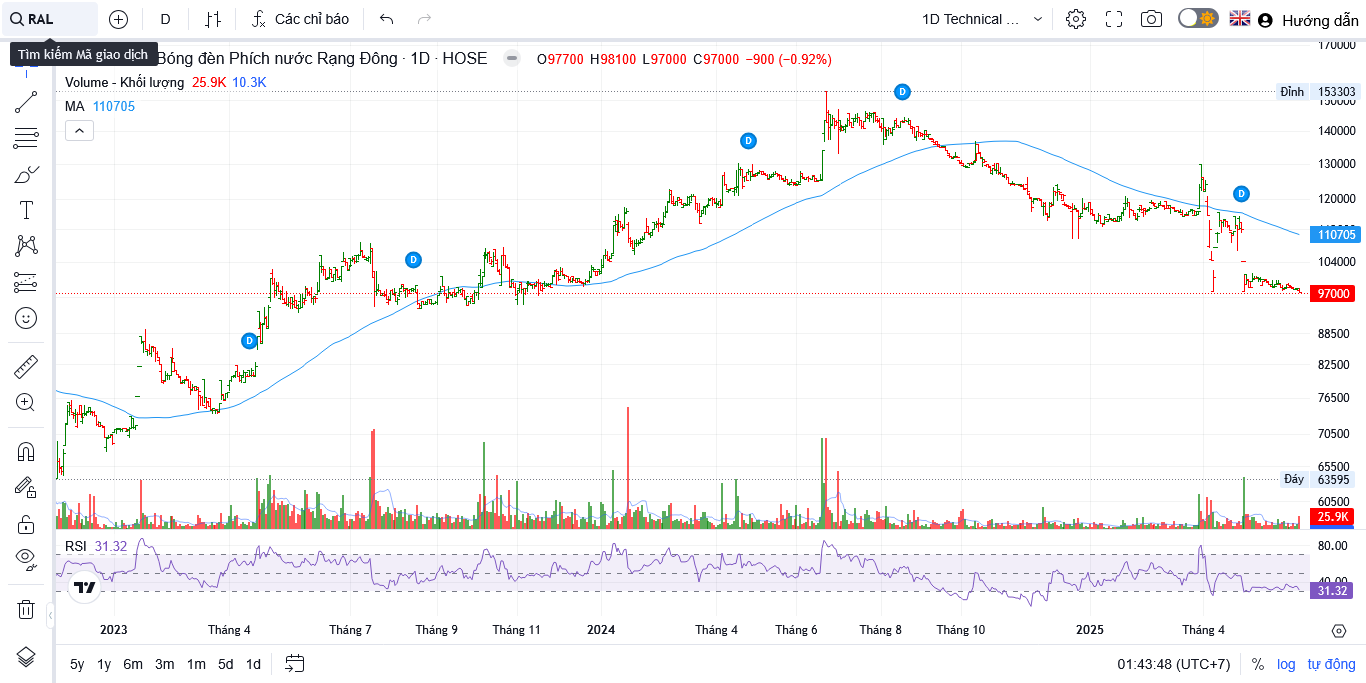 RAL
D
Các chỉ báo
1D Technical ...
Hướng dẫn
Tìm kiếm Mã giao dịch
Bóng đèn Phích nước Rạng Đông · 1D · HOSE
O97700 H98100 L97000 C97000 −900 (−0.92%)
Volume - Khối lượng 25.9K 10.3K
MA 110705
170000
Đỉnh 153303
150000
140000
130000
120000
110705
104000
97000
88500
82500
76500
70500
65500
Đáy 63595
60500
25.9K
D
D
D
D
D
RSI 31.32
80.00
40.00
31.32
2023
Tháng 4
Tháng 7
Tháng 9
Tháng 11
2024
Tháng 4
Tháng 6
Tháng 8
Tháng 10
2025
Tháng 4
5y 1y 6m 3m 1m 5d 1d
01:43:48 (UTC+7)
% log tự động